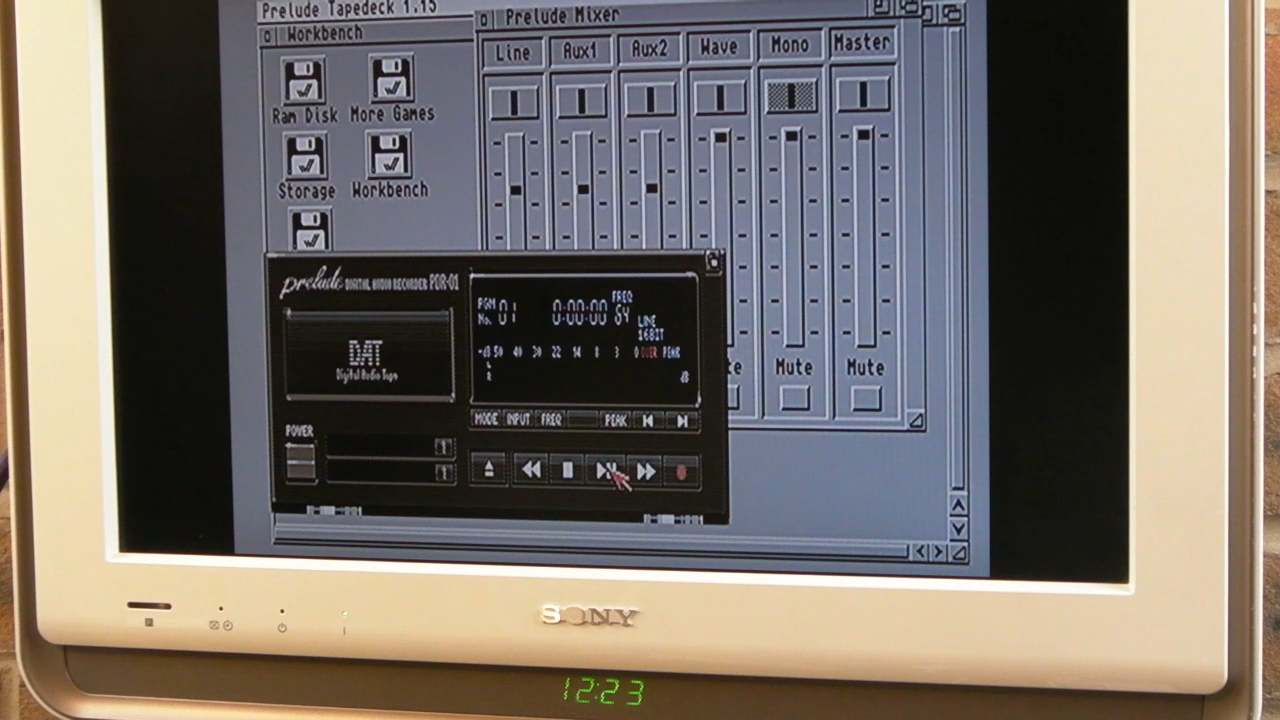 Prelude Tapedeck 1.15
Prelude Mixer
Workbench
Line Aux1 Aux2 Wave Mono Master
Ram Disk More Games
Storage Workbench
prelude DIGITAL AUDIO RECORDER PDR-01
PGM No. 01 0:00:00 FREQ 64
LINE
16BIT
-dB 50 40 30 22 14 8 3 0 OVER PEAK
L
R dB
DAT
Digital Audio Tape
te Mute Mute
MODE INPUT FREQ PEAK
POWER
SONY
12:23